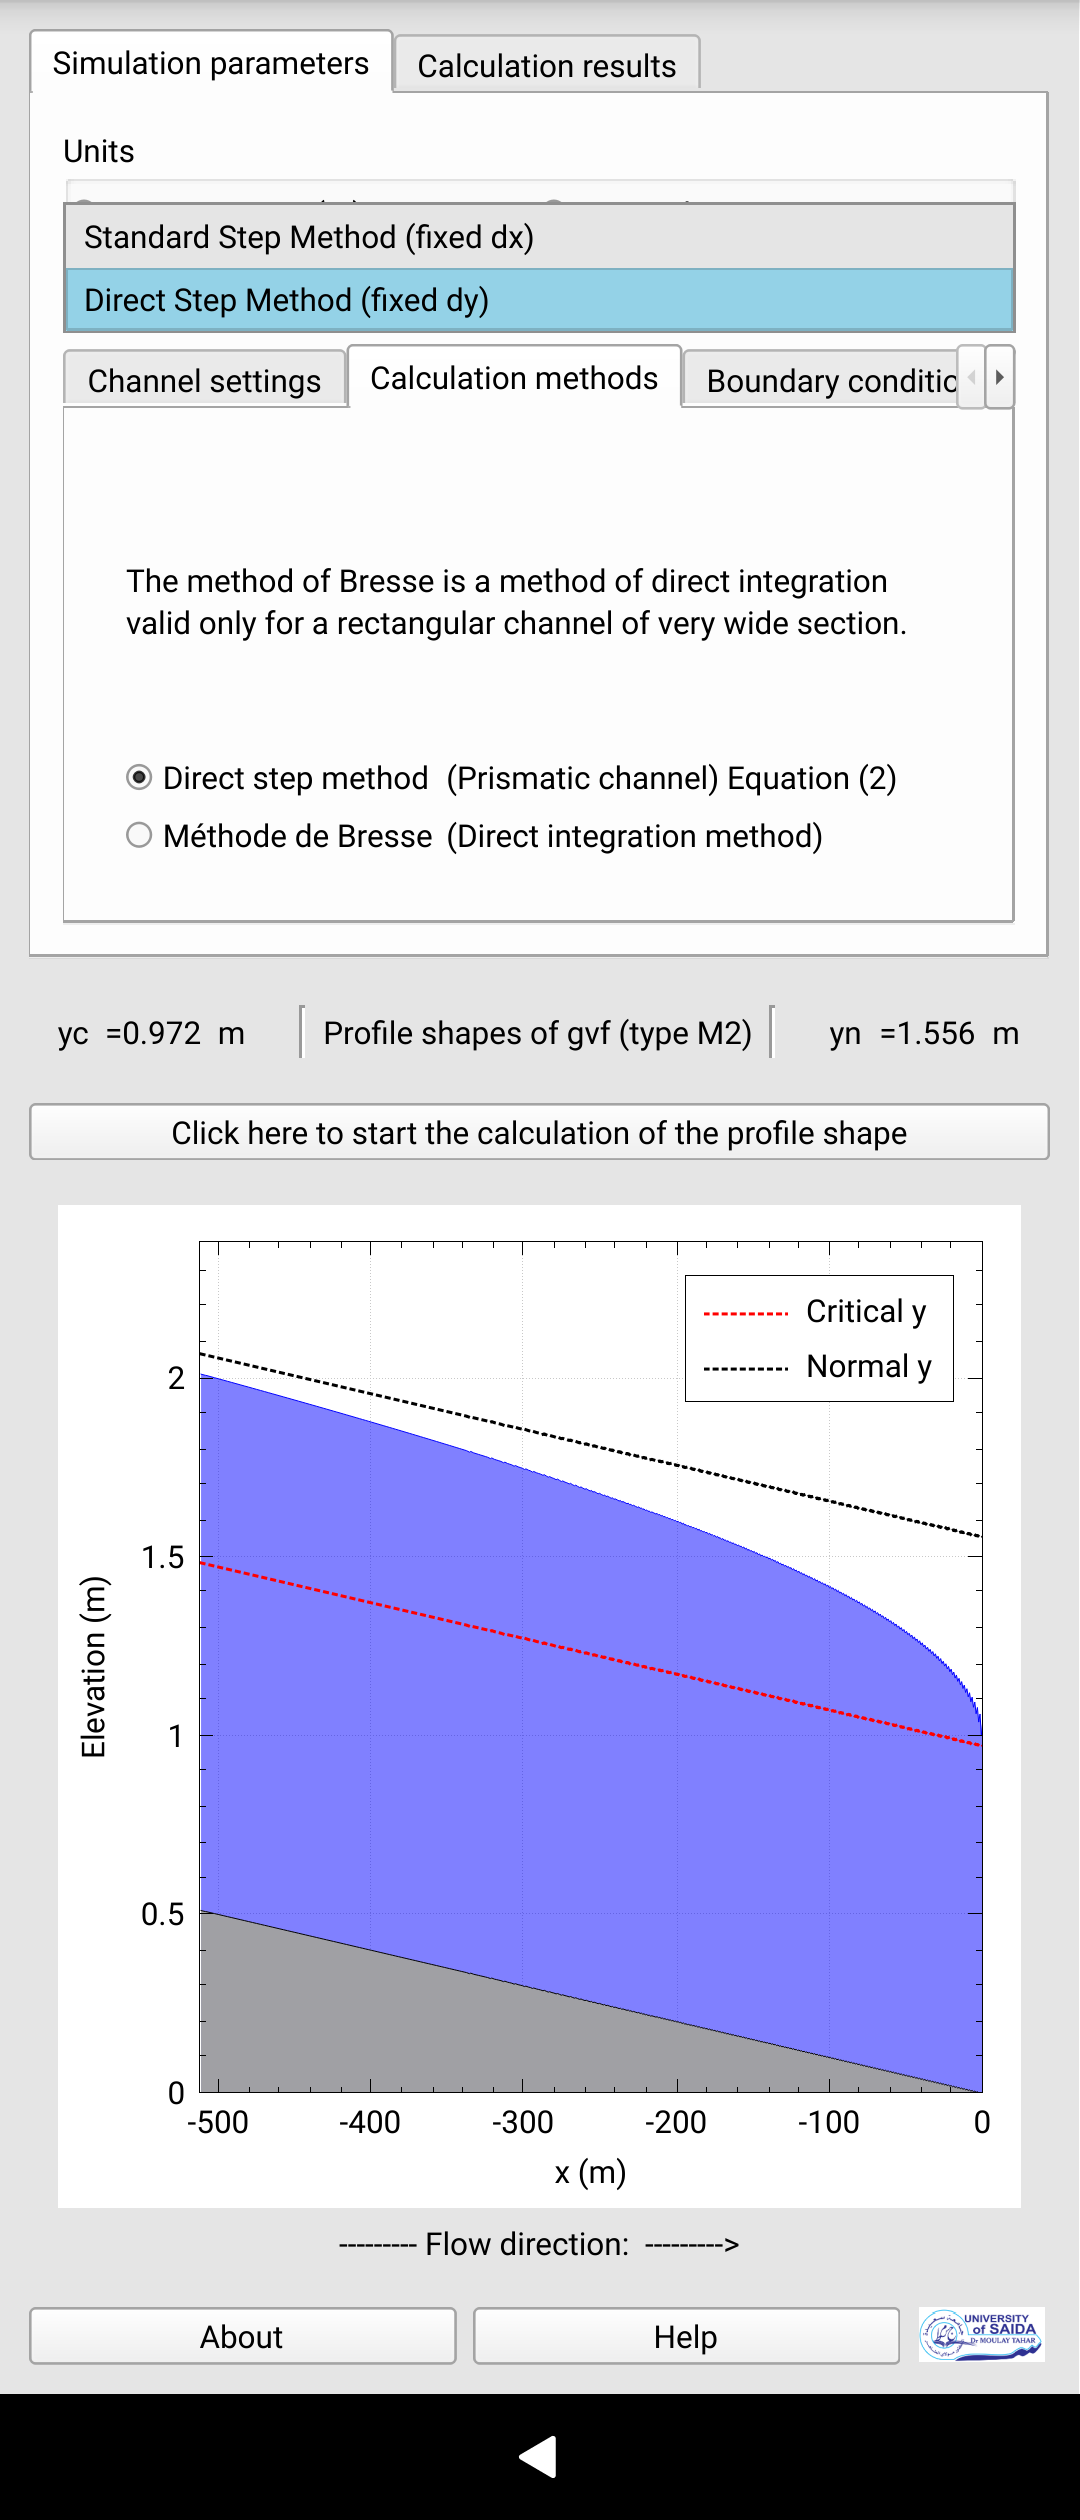 Simulation parameters
Calculation results
Units
Standard Step Method (fixed dx)
Direct Step Method (fixed dy)
Channel settings
Calculation methods
Boundary conditic
The method of Bresse is a method of direct integration
valid only for a rectangular channel of very wide section.
Direct step method (Prismatic channel) Equation (2)
Méthode de Bresse (Direct integration method)
yc =0.972 m
Profile shapes of gvf (type M2)
yn =1.556 m
Click here to start the calculation of the profile shape
Critical y
Normal y
2
1.5
1
0.5
0
Elevation (m)
-500 -400 -300 -200 -100 0
x (m)
--------- Flow direction: --------->
About
Help
UNIVERSITY
of SAIDA
Dr MOULAY TAHAR